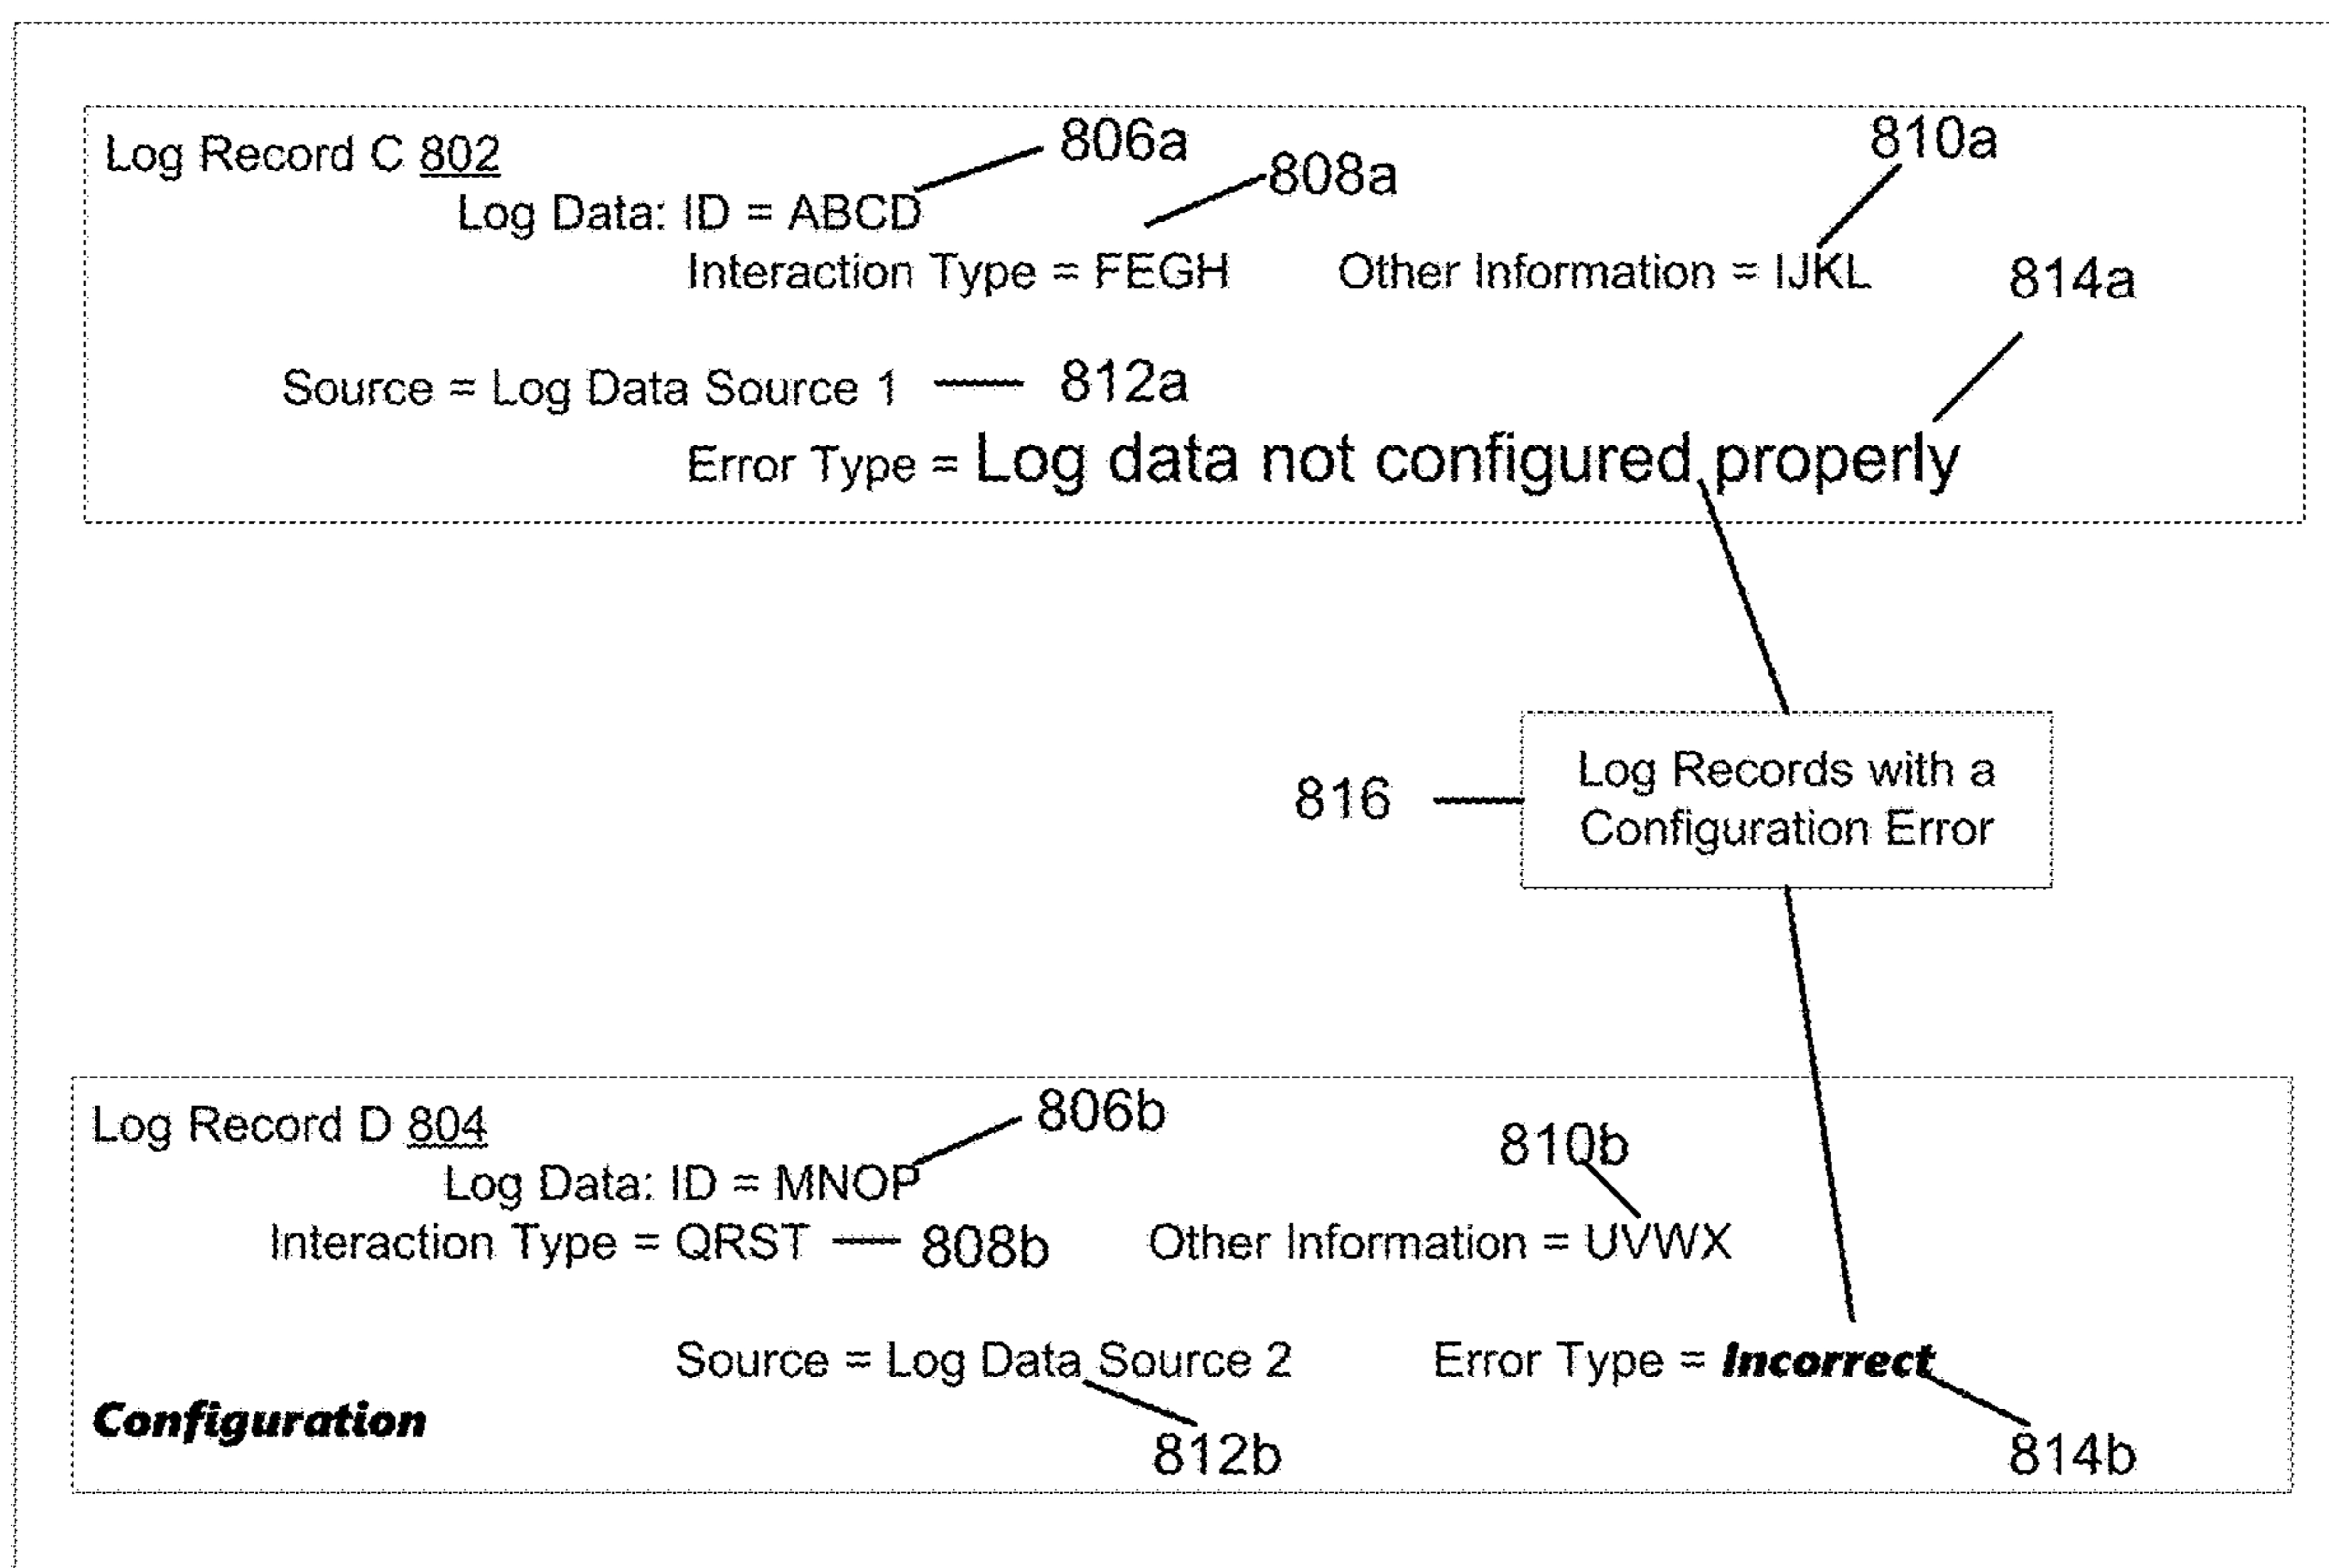 Log Record C 802
806a
808a
810a
Log Data: ID = ABCD
Interaction Type = FEGH Other Information = IJKL
814a
Source = Log Data Source 1
812a
Error Type = Log data not configured properly
816
Log Records with a
Configuration Error
Log Record D 804
806b
810b
Log Data: ID = MNOP
Interaction Type = QRST
808b
Other Information = UVWX
Source = Log Data Source 2 Error Type = Incorrect
Configuration
812b
814b